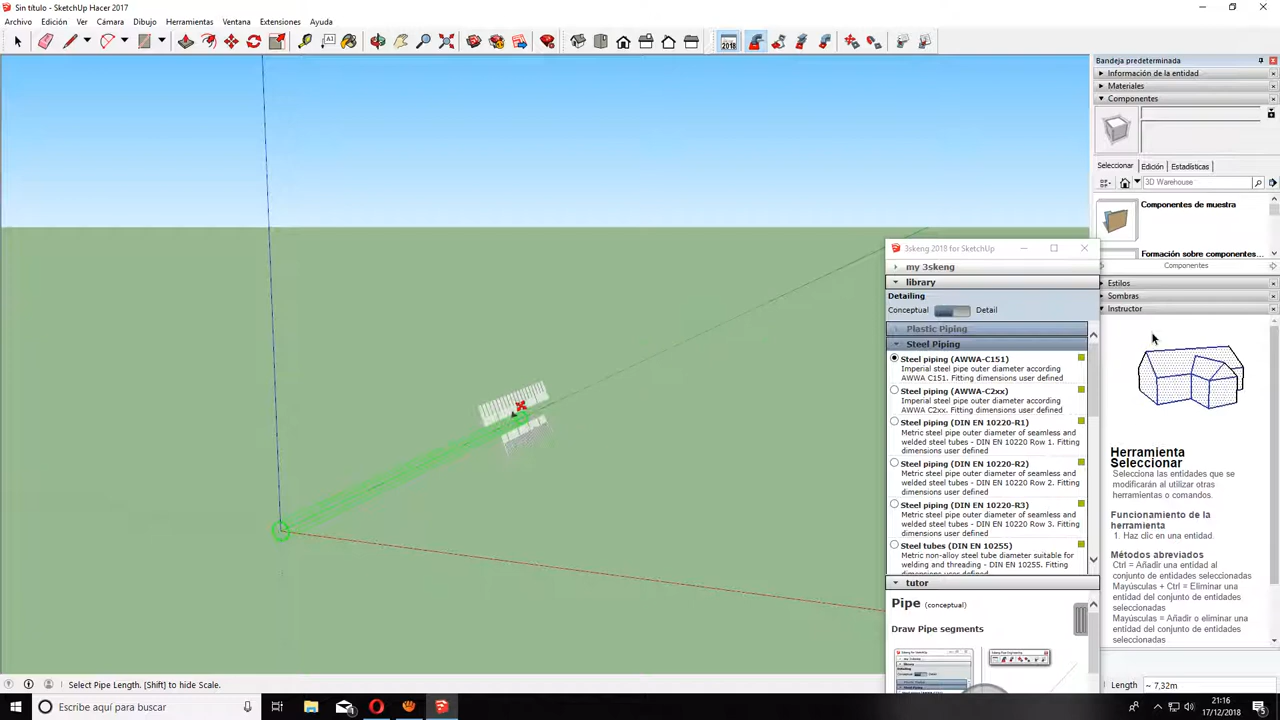 Sin título - SketchUp Hacer 2017
Archivo Edición Ver Cámara Dibujo Herramientas Ventana Extensiones Ayuda
2018
Bandeja predeterminada
Información de la entidad
Materiales
Componentes
Seleccionar Edición Estadísticas
3D Warehouse
Componentes de muestra
Formación sobre componentes...
Componentes
Estilos
Sombras
Instructor
Herramienta
Seleccionar
Selecciona las entidades que se
modificarán al utilizar otras
herramientas o comandos.
Funcionamiento de la
herramienta
1. Haz clic en una entidad.
Métodos abreviados
Ctrl = Añadir una entidad al
conjunto de entidades seleccionadas
Mayúsculas + Ctrl = Eliminar una
entidad del conjunto de entidades
seleccionadas
Mayúsculas = Añadir o eliminar una
entidad del conjunto de entidades
seleccionadas
3skeng 2018 for SketchUp
my 3skeng
library
Detailing
Conceptual Detail
Plastic Piping
Steel Piping
Steel piping (AWWA-C151)
Imperial steel pipe outer diameter according
AWWA C151. Fitting dimensions user defined
Steel piping (AWWA-C2xx)
Imperial steel pipe outer diameter according
AWWA C2xx. Fitting dimensions user defined
Steel piping (DIN EN 10220-R1)
Metric steel pipe outer diameter of seamless and
welded steel tubes - DIN EN 10220 Row 1. Fitting
dimensions user defined
Steel piping (DIN EN 10220-R2)
Metric steel pipe outer diameter of seamless and
welded steel tubes - DIN EN 10220 Row 2. Fitting
dimensions user defined
Steel piping (DIN EN 10220-R3)
Metric steel pipe outer diameter of seamless and
welded steel tubes - DIN EN 10220 Row 3. Fitting
dimensions user defined
Steel tubes (DIN EN 10255)
Metric non-alloy steel tube diameter suitable for
welding and threading - DIN EN 10255. Fitting
tutor
Pipe (conceptual)
Draw Pipe segments
Select Pipe Length. [Shift] to hide
Length ~ 7,32m
Escribe aquí para buscar
21:16
17/12/2018